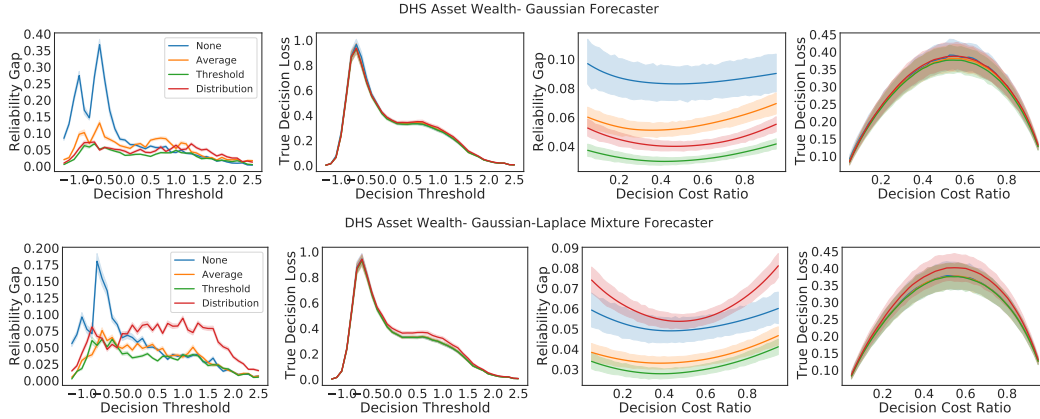 DHS Asset Wealth- Gaussian Forecaster
Reliability Gap
0.40
0.35
0.30
0.25
0.20
0.15
0.10
0.05
0.00
None
Average
Threshold
Distribution
−1.0 −0.5 0.0 0.5 1.0 1.5 2.0 2.5
Decision Threshold
True Decision Loss
1.0
0.8
0.6
0.4
0.2
0.0
−1.0 −0.5 0.0 0.5 1.0 1.5 2.0 2.5
Decision Threshold
Reliability Gap
0.10
0.08
0.06
0.04
0.2 0.4 0.6 0.8
Decision Cost Ratio
True Decision Loss
0.45
0.40
0.35
0.30
0.25
0.20
0.15
0.10
0.2 0.4 0.6 0.8
Decision Cost Ratio
DHS Asset Wealth- Gaussian-Laplace Mixture Forecaster
Reliability Gap
0.200
0.175
0.150
0.125
0.100
0.075
0.050
0.025
0.000
None
Average
Threshold
Distribution
−1.0 −0.5 0.0 0.5 1.0 1.5 2.0 2.5
Decision Threshold
True Decision Loss
1.0
0.8
0.6
0.4
0.2
0.0
−1.0 −0.5 0.0 0.5 1.0 1.5 2.0 2.5
Decision Threshold
Reliability Gap
0.09
0.08
0.07
0.06
0.05
0.04
0.03
0.2 0.4 0.6 0.8
Decision Cost Ratio
True Decision Loss
0.45
0.40
0.35
0.30
0.25
0.20
0.15
0.10
0.2 0.4 0.6 0.8
Decision Cost Ratio